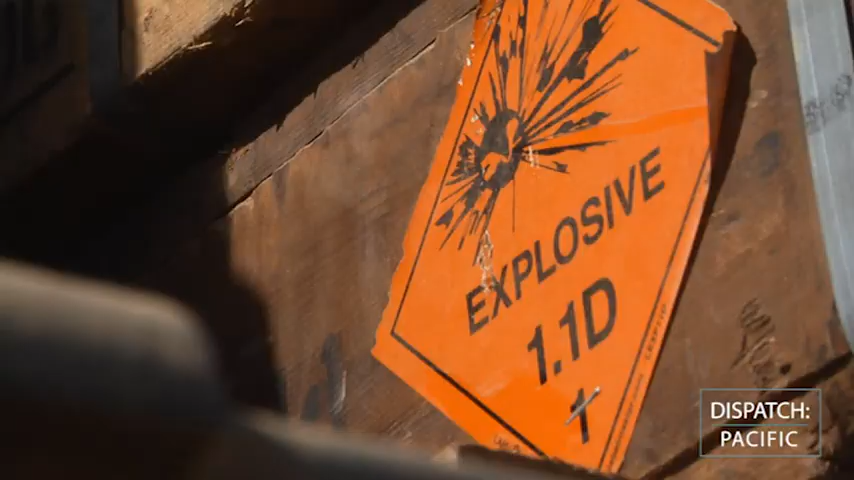 EXPLOSIVE
1.1D
1
DISPATCH:
PACIFIC